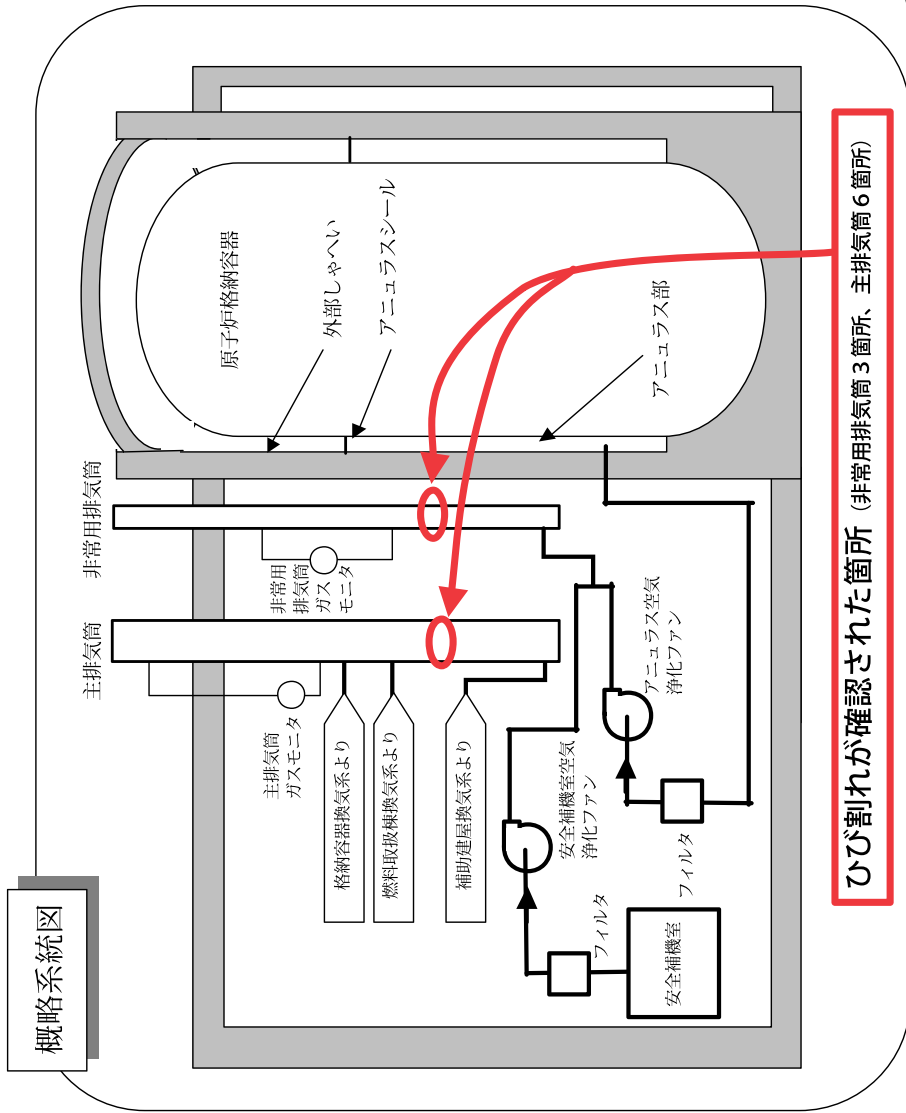 概略系統図
主排気筒
非常用排気筒
主排気筒
ガスモニタ
非常用
排気筒
ガス
モニタ
原子炉格納容器
外部しゃへい
アニュラスシール
アニュラス部
格納容器換気系より
燃料取扱棟換気系より
補助建屋換気系より
安全補機室空気
浄化ファン
アニュラス空気
浄化ファン
フィルタ
フィルタ
安全補機室
ひび割れが確認された箇所（非常用排気筒３箇所、主排気筒６箇所）